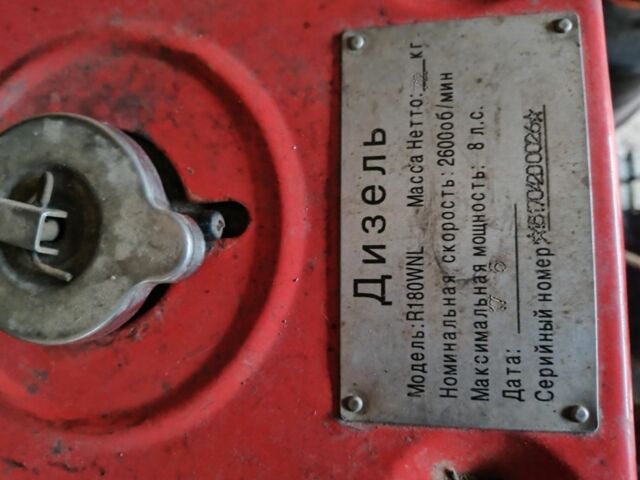 Дизель
Модель: R180WNL Масса Нетто: кг
Номинальная скорость: 2600об/мин
Максимальная мощность: 8 л.с.
Дата:
Серийный номер